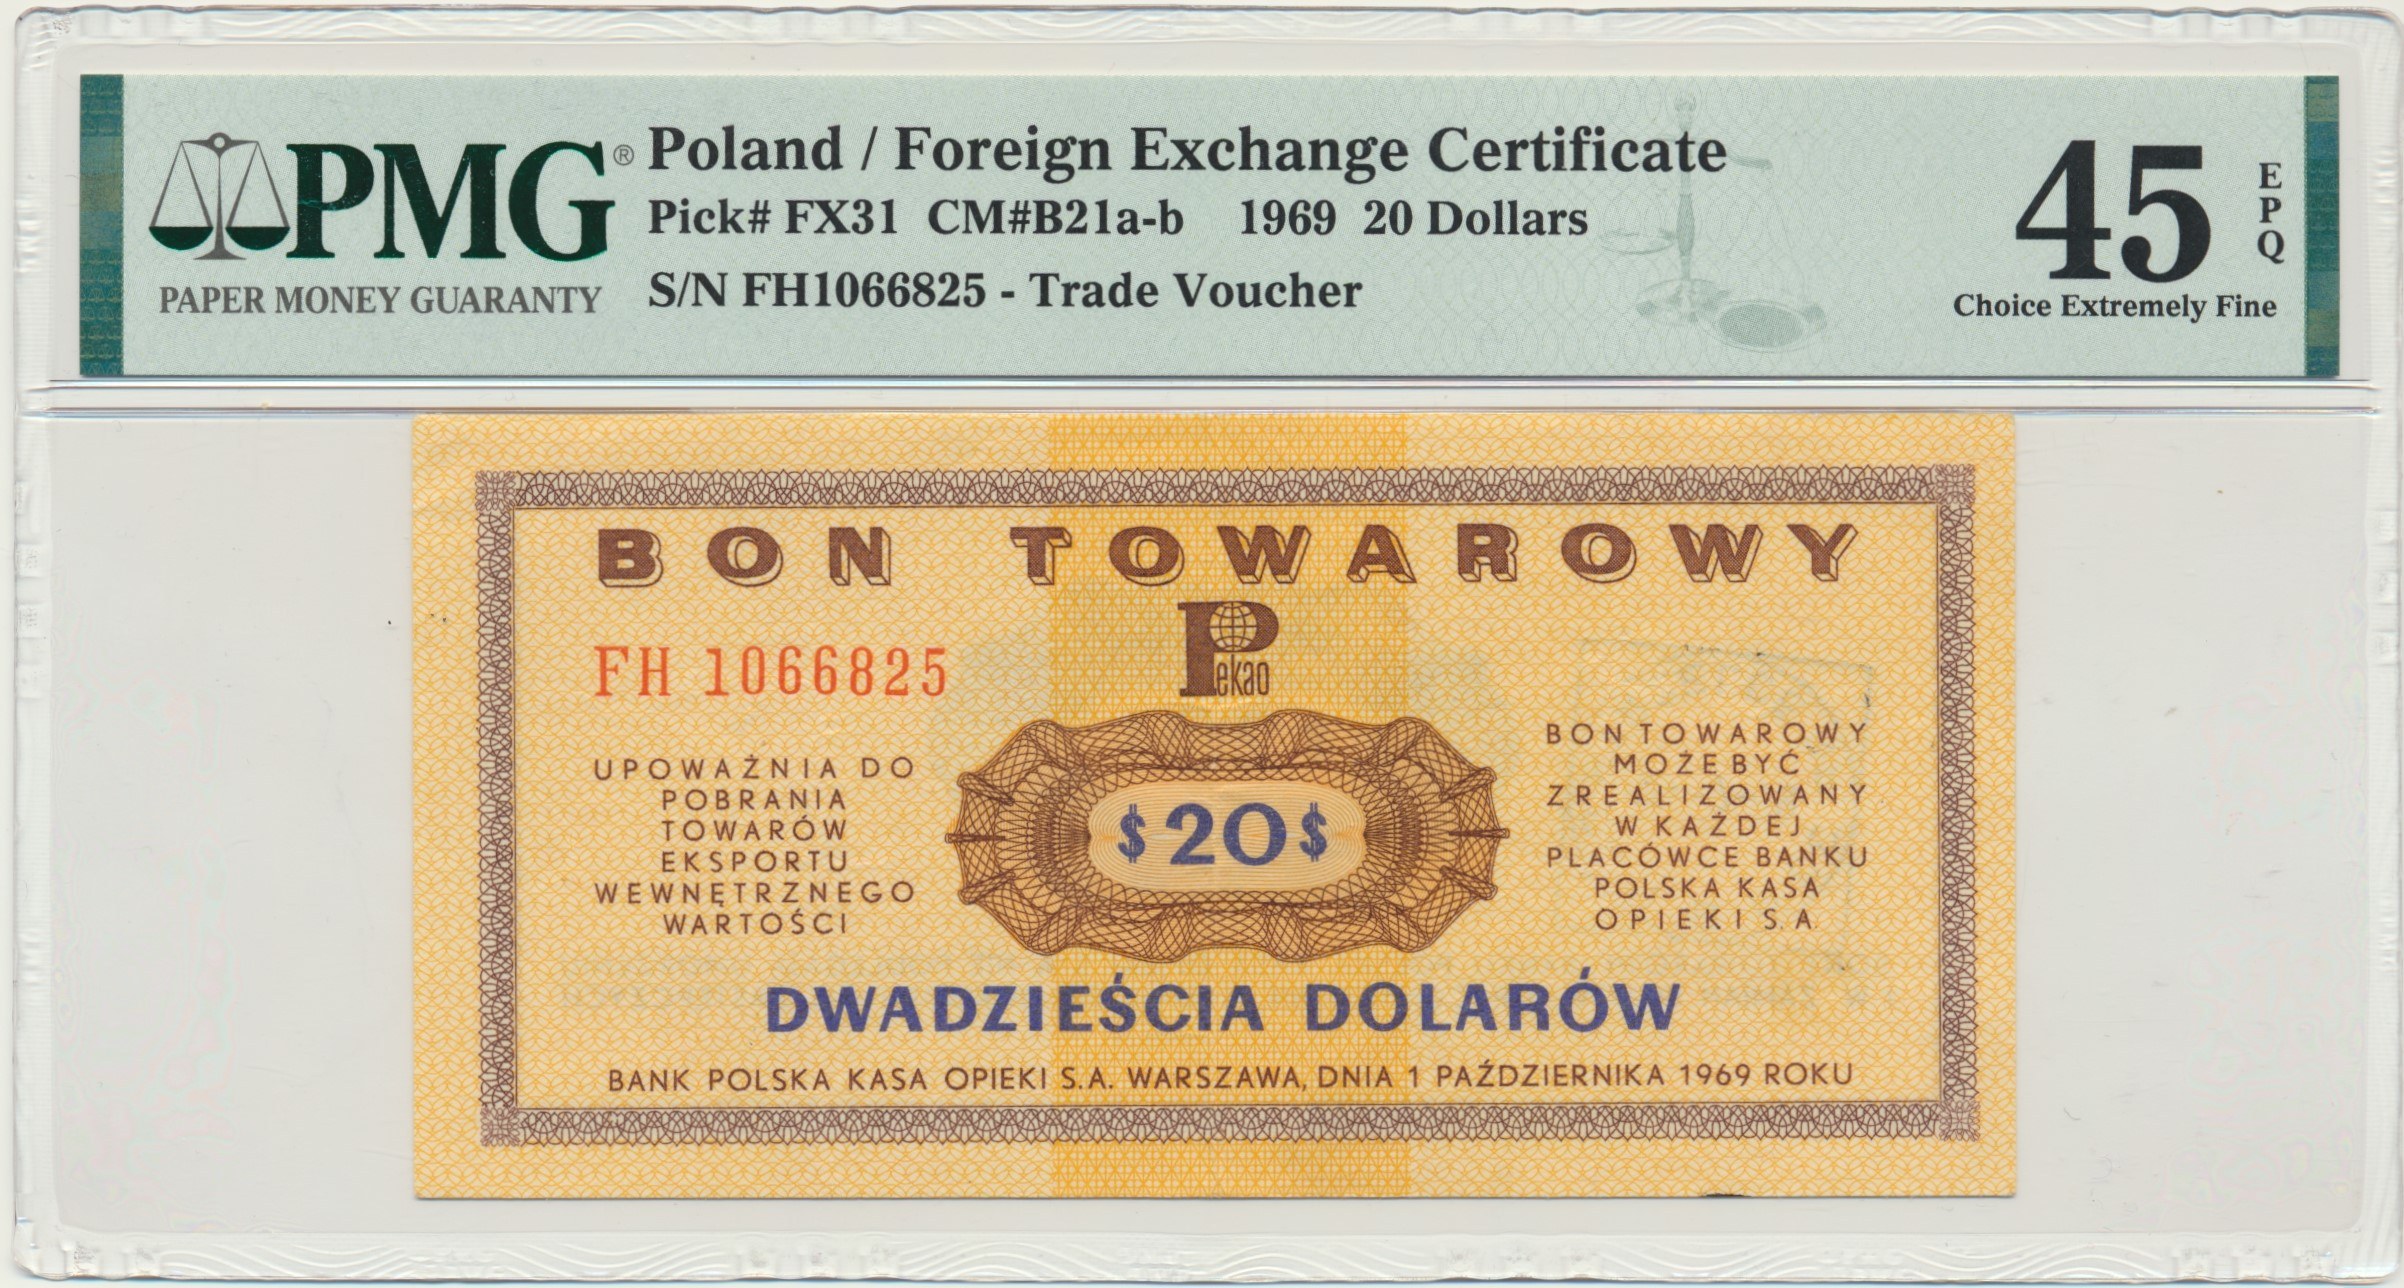 PMG®
PAPER MONEY GUARANTY
Poland / Foreign Exchange Certificate
Pick# FX31 CM#B21a-b 1969 20 Dollars
S/N FH1066825 - Trade Voucher
45
EPQ
Choice Extremely Fine
BON TOWAROWY
Pekao
FH 1066825
UPOWAŻNIA DO
POBRANIA
TOWARÓW
EKSPORTU
WEWNĘTRZNEGO
WARTOŚCI
$20$
BON TOWAROWY
MOŻE BYĆ
ZREALIZOWANY
W KAŻDEJ
PLACÓWCE BANKU
POLSKA KASA
OPIEKI S.A.
DWADZIEŚCIA DOLARÓW
BANK POLSKA KASA OPIEKI S.A. WARSZAWA, DNIA 1 PAŹDZIERNIKA 1969 ROKU